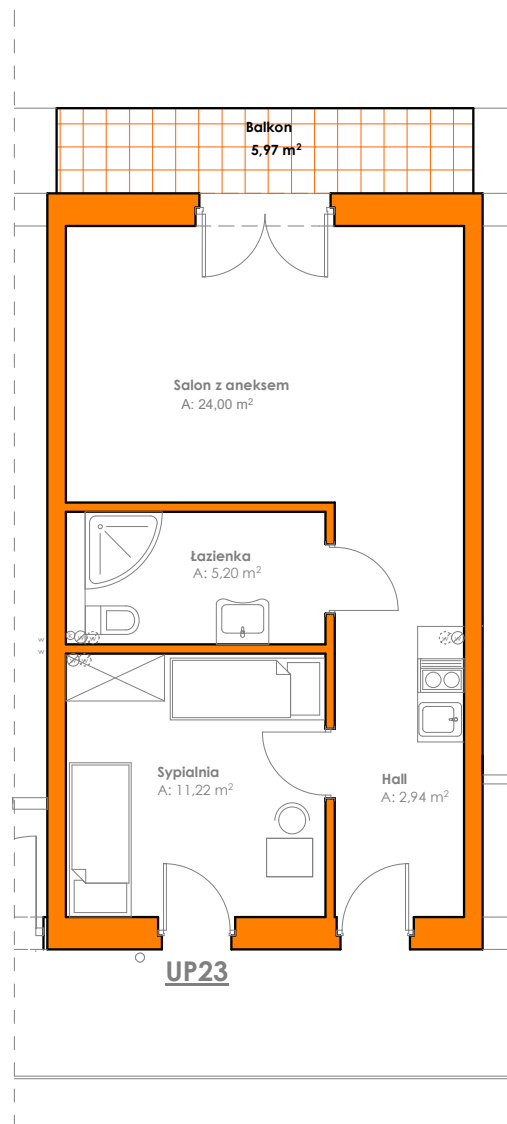 Balkon
5,97 m²
Salon z aneksem
A: 24,00 m²
Łazienka
A: 5,20 m²
w
w
w
w
w
Sypialnia
A: 11,22 m²
Hall
A: 2,94 m²
UP23